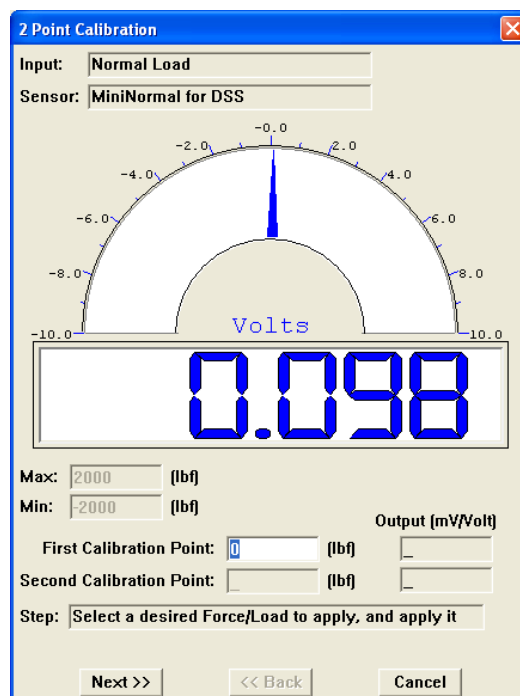 2 Point Calibration
Input: Normal Load
Sensor: MiniNormal for DSS
-0.0
-2.0 2.0
-4.0 4.0
-6.0 6.0
-8.0 8.0
-10.0 Volts 10.0
0.098
Max: 2000 (lbf)
Min: -2000 (lbf)
Output (mV/Volt)
First Calibration Point: 0 (lbf) _
Second Calibration Point: _ (lbf) _
Step: Select a desired Force/Load to apply, and apply it
Next >> << Back Cancel